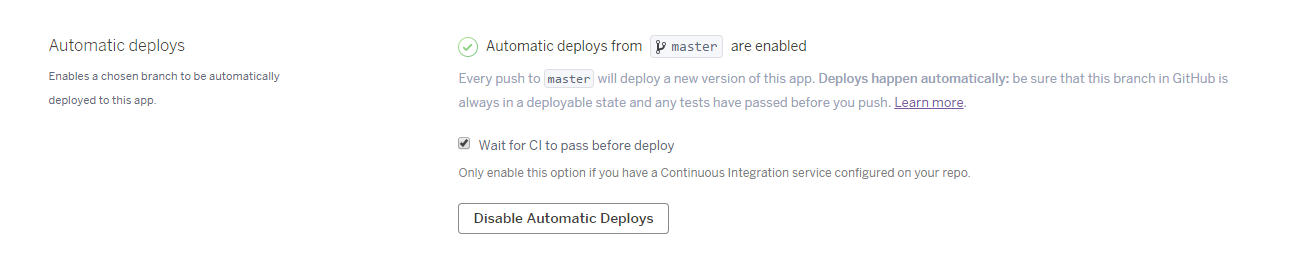 Automatic deploys
Enables a chosen branch to be automatically
deployed to this app.
Automatic deploys from master are enabled
Every push to master will deploy a new version of this app. Deploys happen automatically: be sure that this branch in GitHub is
always in a deployable state and any tests have passed before you push. Learn more.
Wait for CI to pass before deploy
Only enable this option if you have a Continuous Integration service configured on your repo.
Disable Automatic Deploys